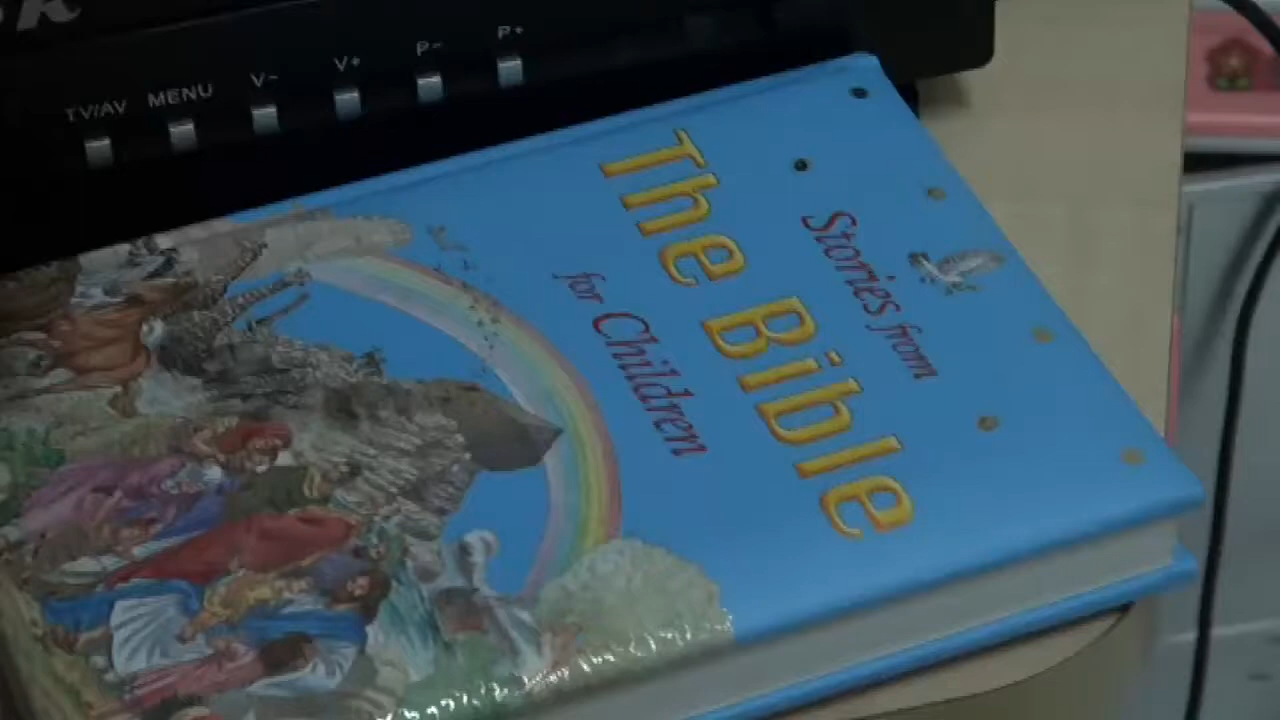 TV/AV MENU V- V+ P- P+
Stories from
The Bible
for Children